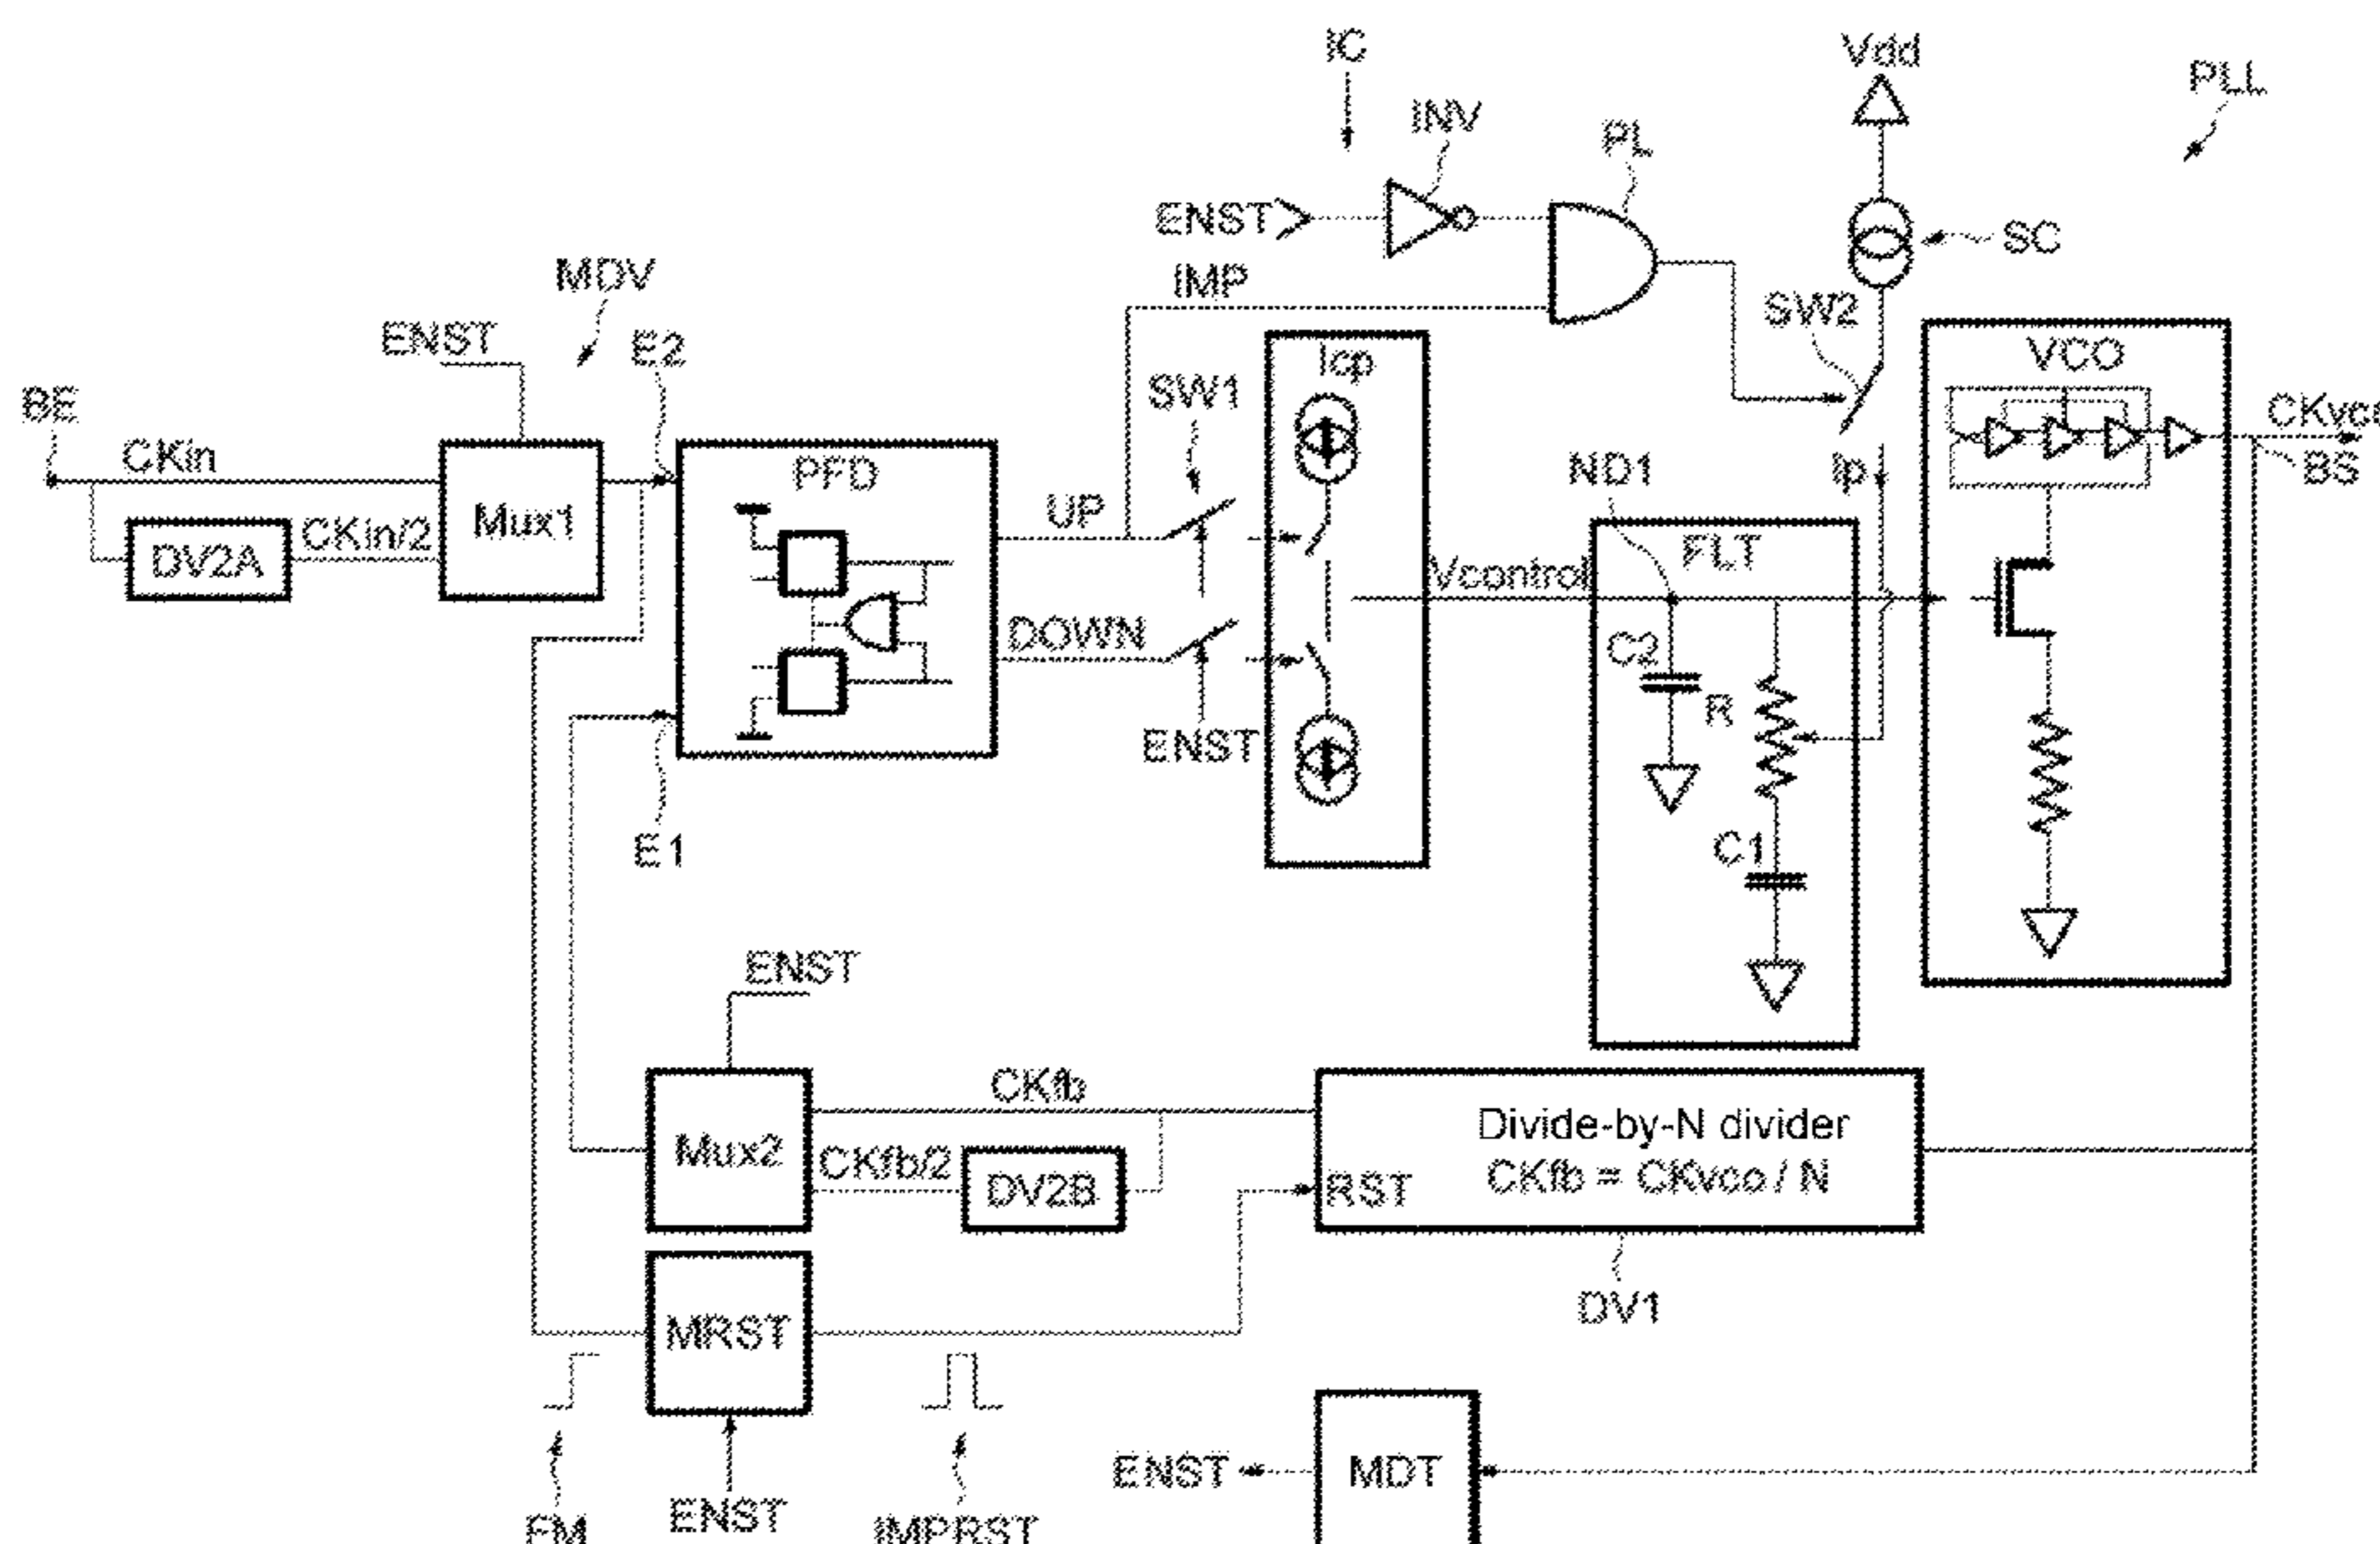 IC
Vdd
PLL
INV
PL
ENST
SC
MDV
IMP
SW2
ENST
E2
Icp
VCO
BE
SW1
CKin
CKvco
PFD
ND1
Ip
BS
Mux1
UP
DV2A
CKin/2
FLT
Vcontrol
DOWN
C2
R
ENST
E1
C1
ENST
CKfb
Mux2
CKfb/2
DV2B
Divide-by-N divider
CKfb = CKvco / N
RST
DV1
MRST
ENST
MDT
FM
ENST
IMPRST